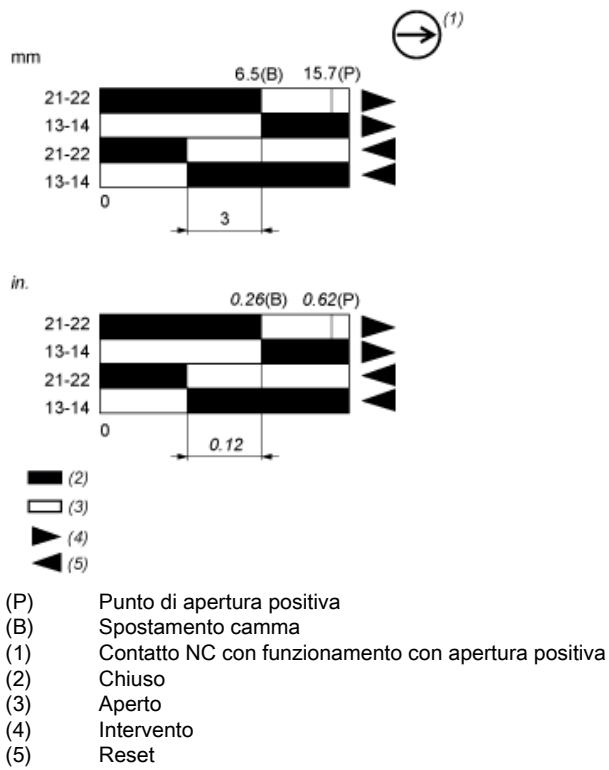 (1)
mm
6.5(B) 15.7(P)
21-22
13-14
21-22
13-14
0
3
in.
0.26(B) 0.62(P)
21-22
13-14
21-22
13-14
0
0.12
(2)
(3)
(4)
(5)
(P) Punto di apertura positiva
(B) Spostamento camma
(1) Contatto NC con funzionamento con apertura positiva
(2) Chiuso
(3) Aperto
(4) Intervento
(5) Reset